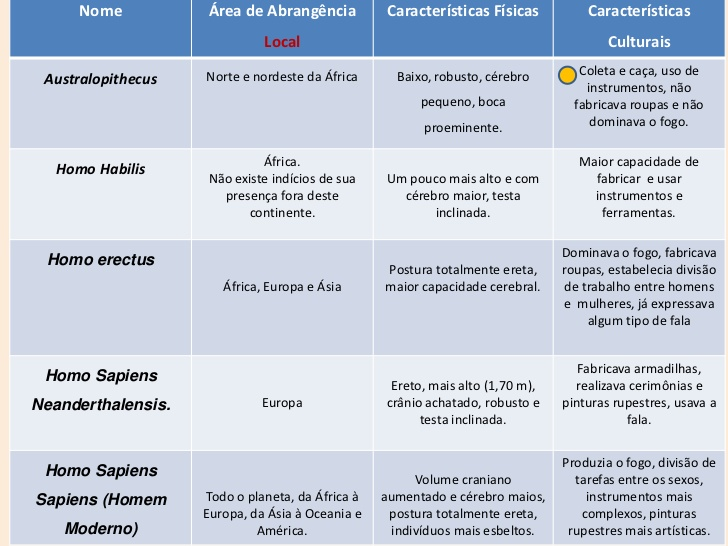 Nome
Área de Abrangência
Local
Características Físicas
Características
Culturais
Australopithecus
Norte e nordeste da África
Baixo, robusto, cérebro
pequeno, boca
proeminente.
Coleta e caça, uso de
instrumentos, não
fabricava roupas e não
dominava o fogo.
Homo Habilis
África.
Não existe indícios de sua
presença fora deste
continente.
Um pouco mais alto e com
cérebro maior, testa
inclinada.
Maior capacidade de
fabricar e usar
instrumentos e
ferramentas.
Homo erectus
África, Europa e Ásia
Postura totalmente ereta,
maior capacidade cerebral.
Dominava o fogo, fabricava
roupas, estabelecia divisão
de trabalho entre homens
e mulheres, já expressava
algum tipo de fala
Homo Sapiens
Neanderthalensis.
Europa
Ereto, mais alto (1,70 m),
crânio achatado, robusto e
testa inclinada.
Fabricava armadilhas,
realizava cerimônias e
pinturas rupestres, usava a
fala.
Homo Sapiens
Sapiens (Homem
Moderno)
Todo o planeta, da África à
Europa, da Ásia à Oceania e
América.
Volume craniano
aumentado e cérebro maios,
postura totalmente ereta,
indivíduos mais esbeltos.
Produzia o fogo, divisão de
tarefas entre os sexos,
instrumentos mais
complexos, pinturas
rupestres mais artísticas.